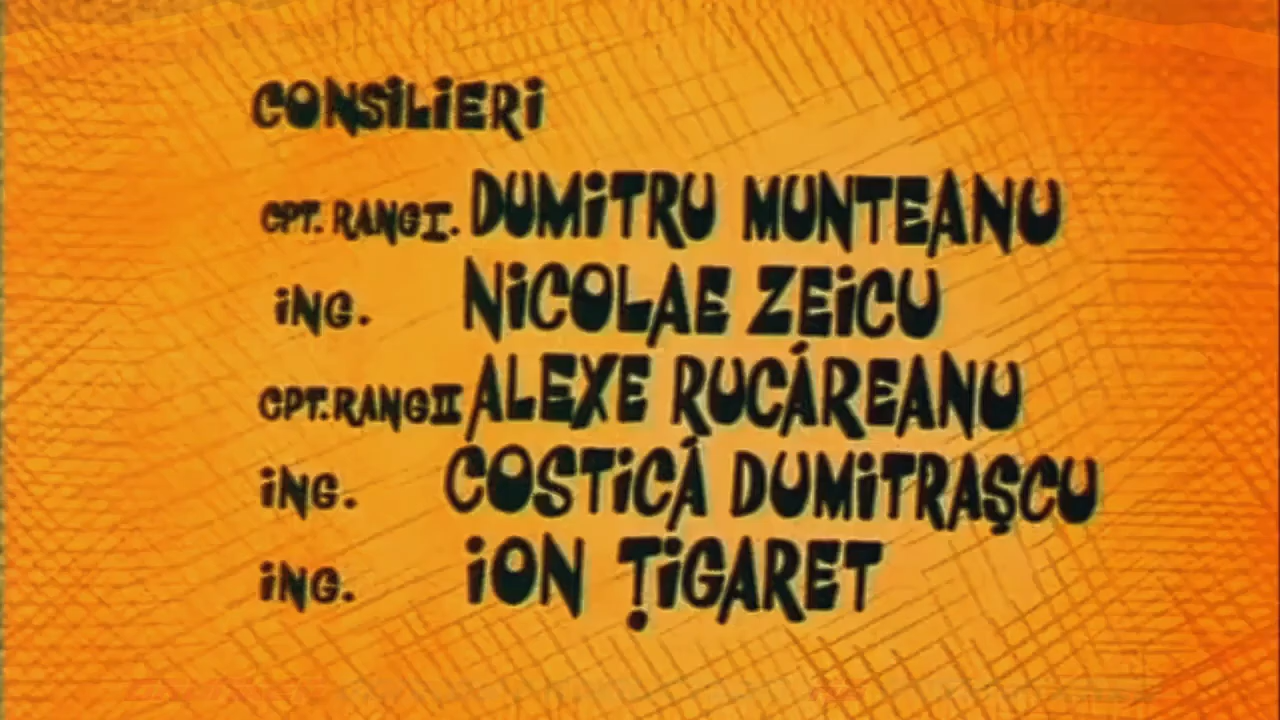 CONSILIERI
CPT. RANG I. DUMITRU MUNTEANU
ING. NICOLAE ZEICU
CPT. RANG II ALEXE RUCĂREANU
ING. COSTICĂ DUMITRAȘCU
ING. ION ȚIGARET